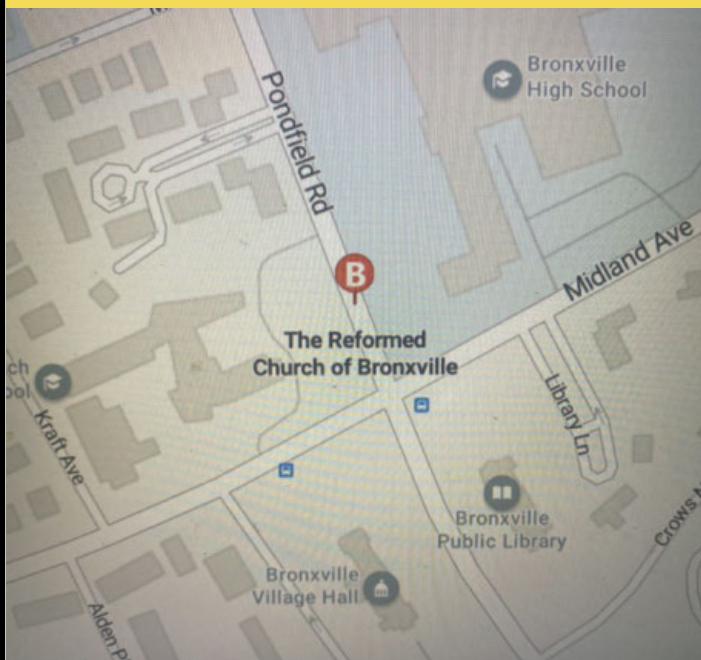 Bronxville
High School
Pondfield Rd
Midland Ave
B
The Reformed
Church of Bronxville
Library Ln
Kraft Ave
Bronxville
Public Library
Bronxville
Village Hall
Alden